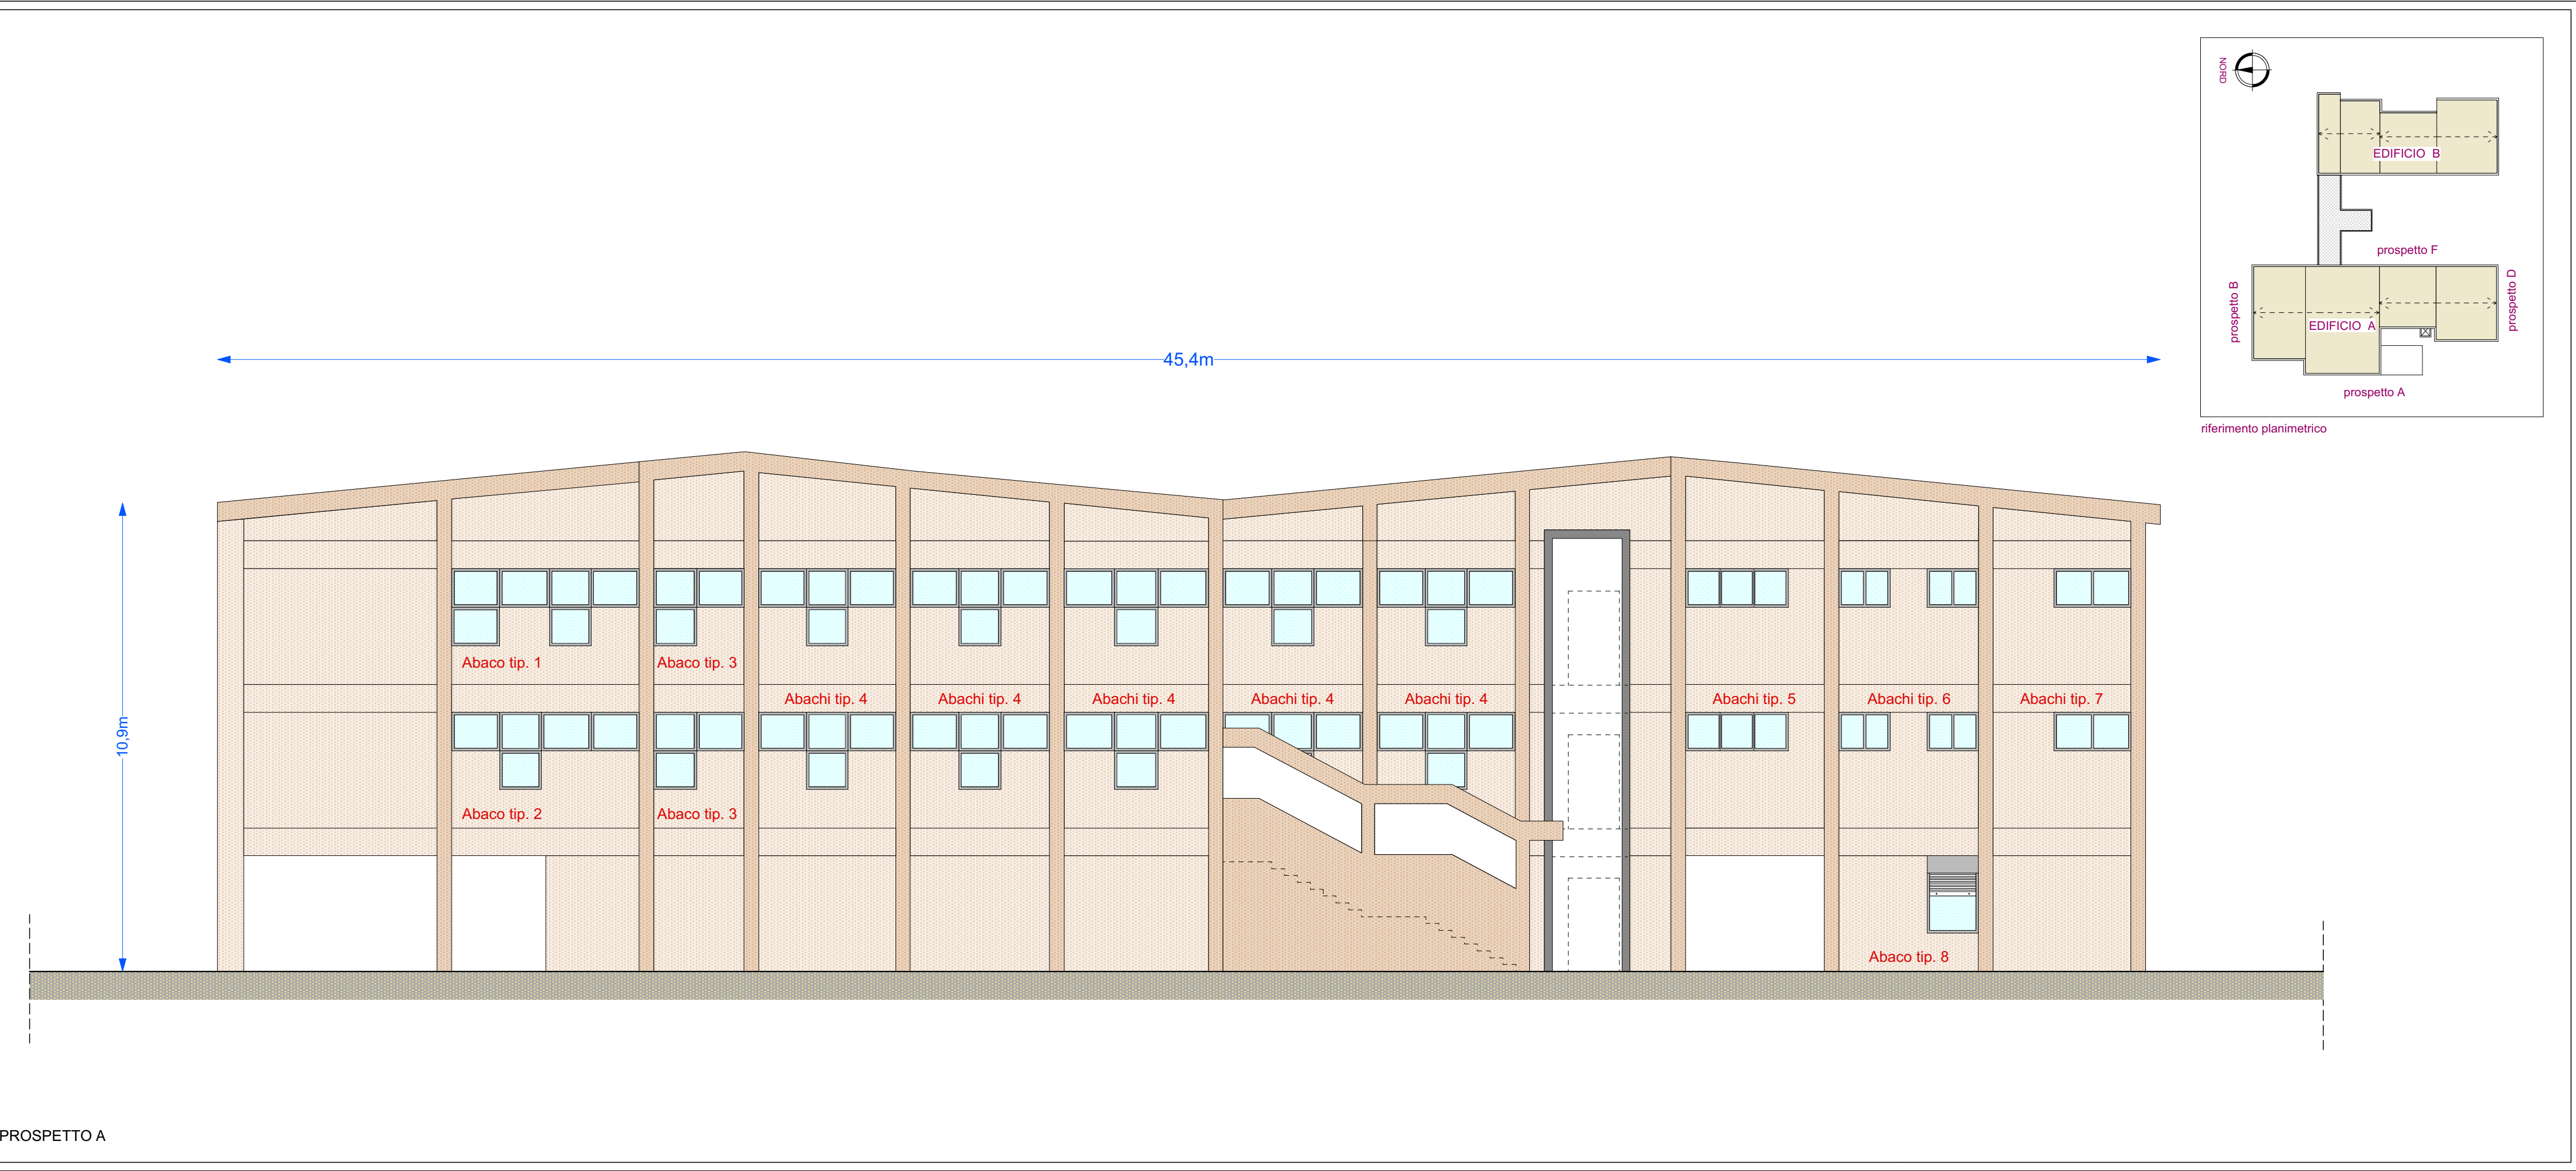 NORD
EDIFICIO B
prospetto F
prospetto B
prospetto D
EDIFICIO A
prospetto A
riferimento planimetrico
45,4m
10,9m
Abaco tip. 1
Abaco tip. 3
Abachi tip. 4
Abachi tip. 4
Abachi tip. 4
Abachi tip. 4
Abachi tip. 4
Abachi tip. 5
Abachi tip. 6
Abachi tip. 7
Abaco tip. 2
Abaco tip. 3
Abaco tip. 8
PROSPETTO A